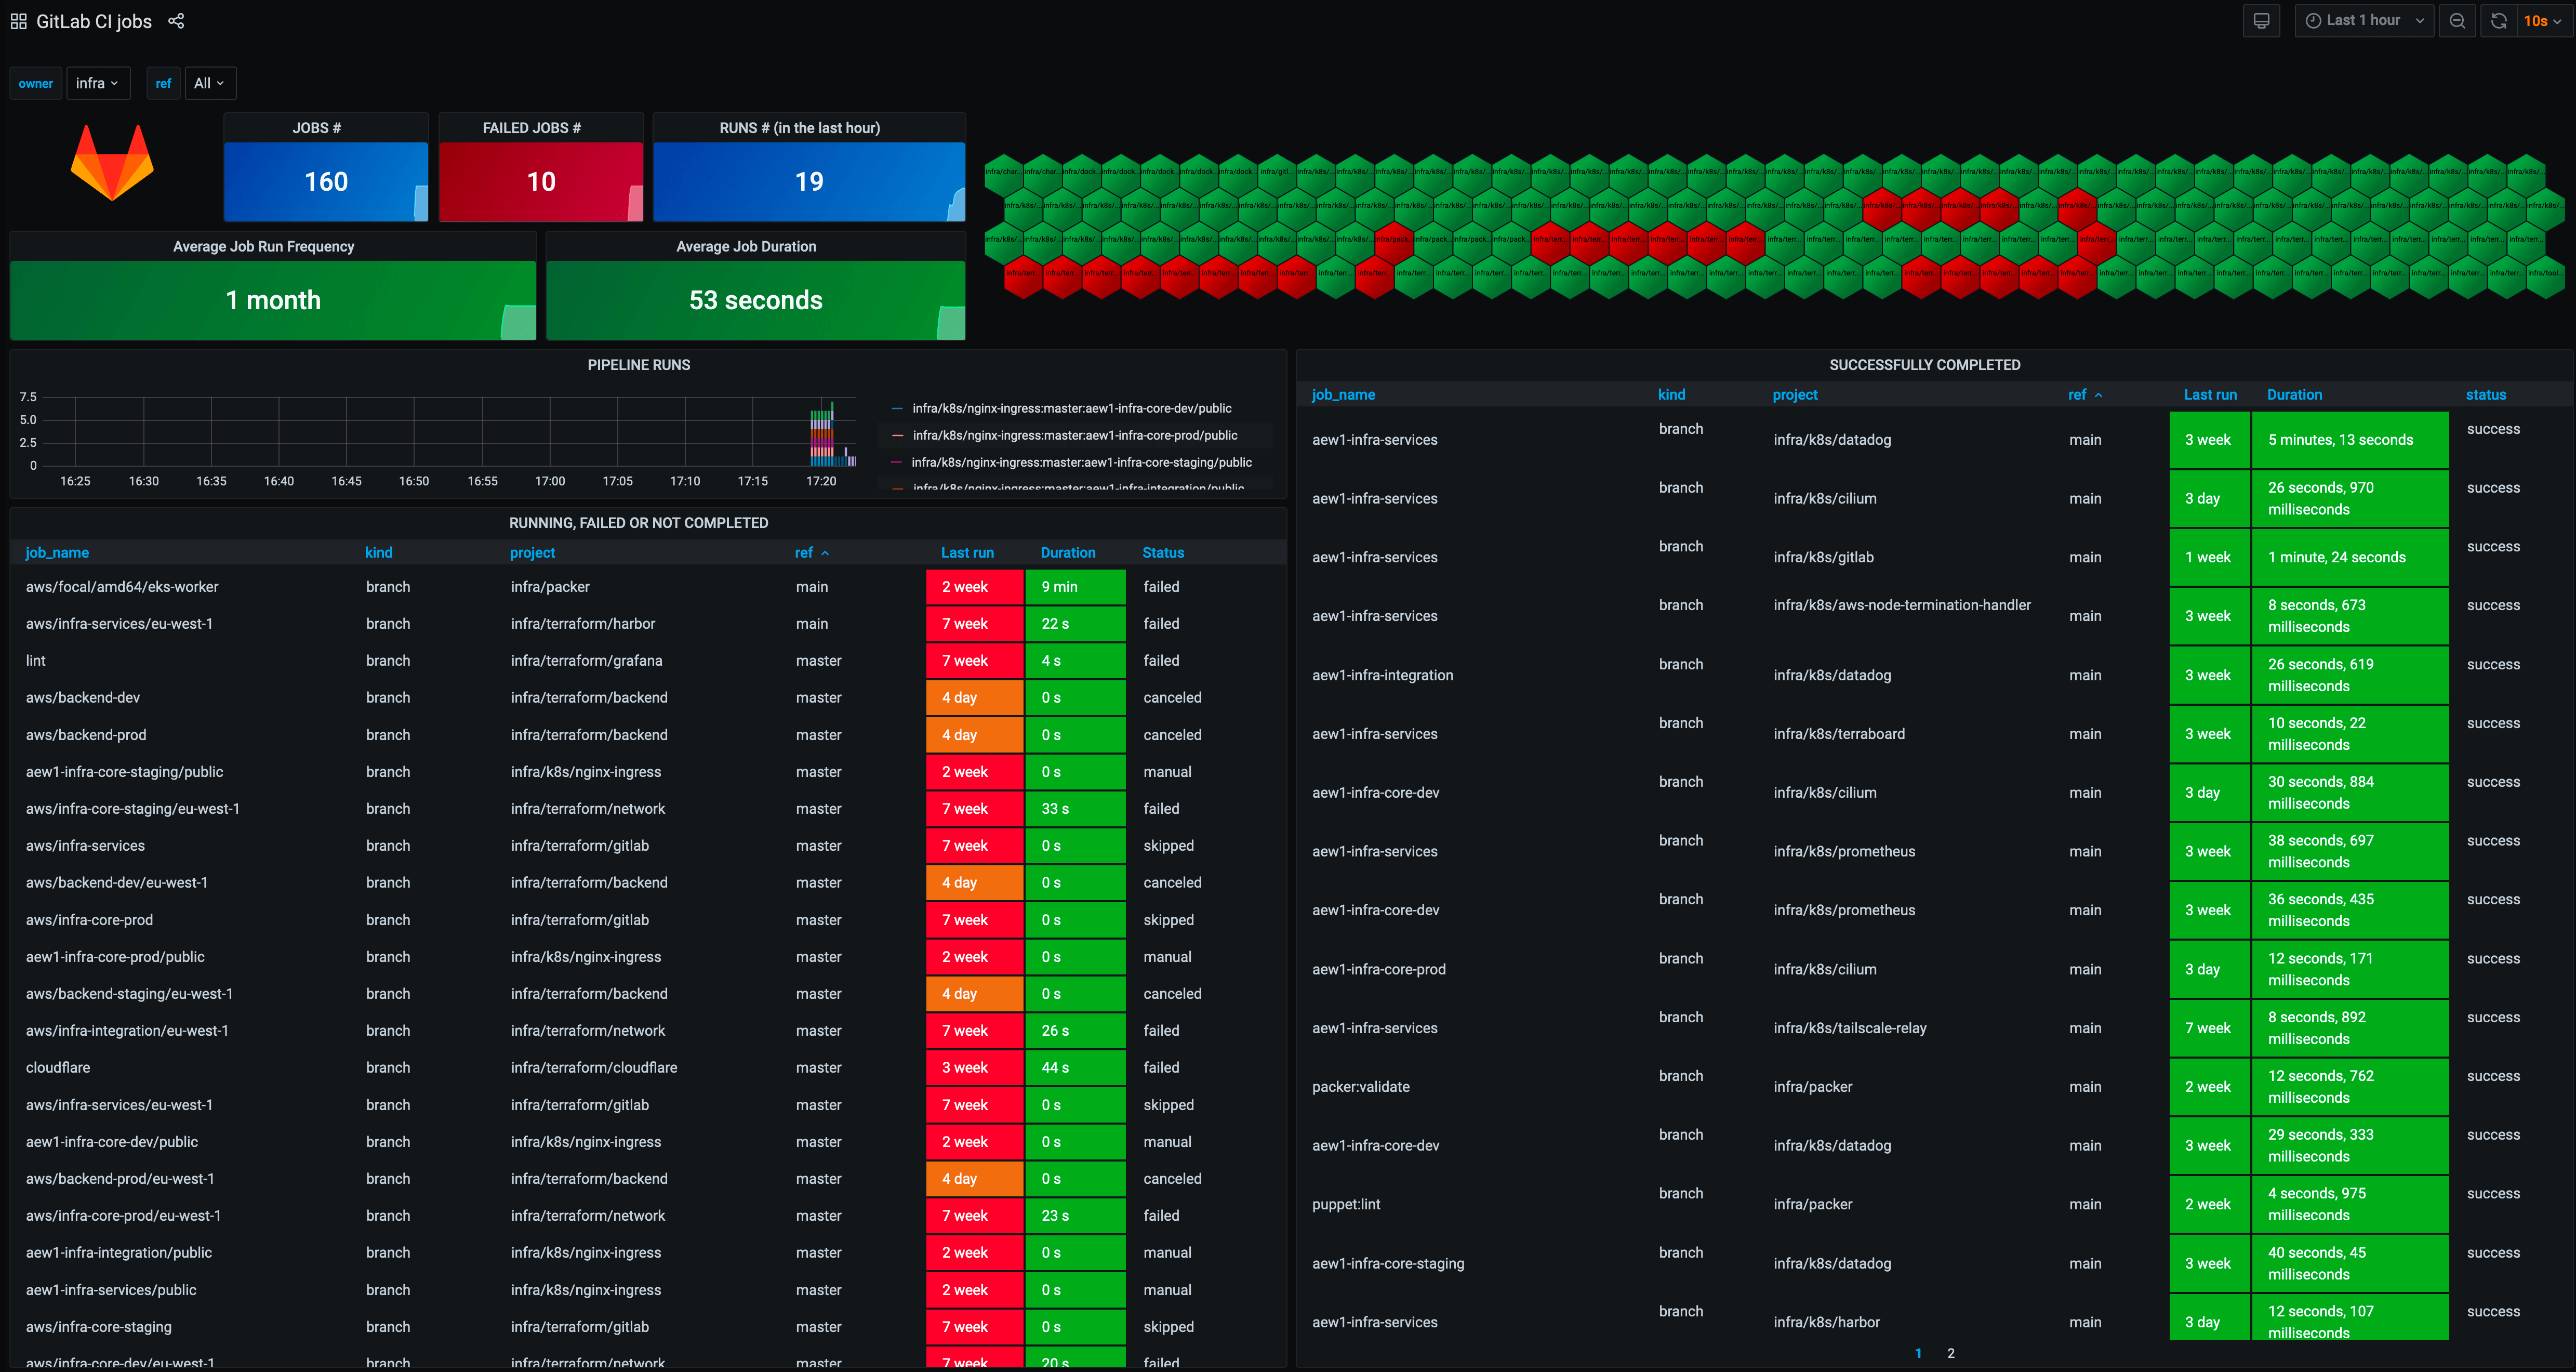 GitLab CI jobs
Last 1 hour
10s
owner infra ref All
JOBS # FAILED JOBS # RUNS # (in the last hour)
160 10 19
Average Job Run Frequency Average Job Duration
1 month 53 seconds
PIPELINE RUNS
7.5
5.0
2.5
0
16:25 16:30 16:35 16:40 16:45 16:50 16:55 17:00 17:05 17:10 17:15 17:20
infra/k8s/nginx-ingress:master:aew1-infra-core-dev/public
infra/k8s/nginx-ingress:master:aew1-infra-core-prod/public
infra/k8s/nginx-ingress:master:aew1-infra-core-staging/public
infra/k8s/nginx-ingress:master:aew1-infra-integration/public
RUNNING, FAILED OR NOT COMPLETED
job_name kind project ref Last run Duration Status
aws/focal/amd64/eks-worker branch infra/packer main 2 week 9 min failed
aws/infra-services/eu-west-1 branch infra/terraform/harbor main 7 week 22 s failed
lint branch infra/terraform/grafana master 7 week 4 s failed
aws/backend-dev branch infra/terraform/backend master 4 day 0 s canceled
aws/backend-prod branch infra/terraform/backend master 4 day 0 s canceled
aew1-infra-core-staging/public branch infra/k8s/nginx-ingress master 2 week 0 s manual
aws/infra-core-staging/eu-west-1 branch infra/terraform/network master 7 week 33 s failed
aws/infra-services branch infra/terraform/gitlab master 7 week 0 s skipped
aws/backend-dev/eu-west-1 branch infra/terraform/backend master 4 day 0 s canceled
aws/infra-core-prod branch infra/terraform/gitlab master 7 week 0 s skipped
aew1-infra-core-prod/public branch infra/k8s/nginx-ingress master 2 week 0 s manual
aws/backend-staging/eu-west-1 branch infra/terraform/backend master 4 day 0 s canceled
aws/infra-integration/eu-west-1 branch infra/terraform/network master 7 week 26 s failed
cloudflare branch infra/terraform/cloudflare master 3 week 44 s failed
aws/infra-services/eu-west-1 branch infra/terraform/gitlab master 7 week 0 s skipped
aew1-infra-core-dev/public branch infra/k8s/nginx-ingress master 2 week 0 s manual
aws/backend-prod/eu-west-1 branch infra/terraform/backend master 4 day 0 s canceled
aws/infra-core-prod/eu-west-1 branch infra/terraform/network master 7 week 23 s failed
aew1-infra-integration/public branch infra/k8s/nginx-ingress master 2 week 0 s manual
aew1-infra-services/public branch infra/k8s/nginx-ingress master 2 week 0 s manual
aws/infra-core-staging branch infra/terraform/gitlab master 7 week 0 s skipped
aws/infra-core-dev/eu-west-1 branch infra/terraform/network master 7 week 20 s failed
SUCCESSFULLY COMPLETED
job_name kind project ref Last run Duration status
aew1-infra-services branch infra/k8s/datadog main 3 week 5 minutes, 13 seconds success
aew1-infra-services branch infra/k8s/cilium main 3 day 26 seconds, 970 milliseconds success
aew1-infra-services branch infra/k8s/gitlab main 1 week 1 minute, 24 seconds success
aew1-infra-services branch infra/k8s/aws-node-termination-handler main 3 week 8 seconds, 673 milliseconds success
aew1-infra-integration branch infra/k8s/datadog main 3 week 26 seconds, 619 milliseconds success
aew1-infra-services branch infra/k8s/terraboard main 3 week 10 seconds, 22 milliseconds success
aew1-infra-core-dev branch infra/k8s/cilium main 3 day 30 seconds, 884 milliseconds success
aew1-infra-services branch infra/k8s/prometheus main 3 week 38 seconds, 697 milliseconds success
aew1-infra-core-dev branch infra/k8s/prometheus main 3 week 36 seconds, 435 milliseconds success
aew1-infra-core-prod branch infra/k8s/cilium main 3 day 12 seconds, 171 milliseconds success
aew1-infra-services branch infra/k8s/tailscale-relay main 7 week 8 seconds, 892 milliseconds success
packer:validate branch infra/packer main 2 week 12 seconds, 762 milliseconds success
aew1-infra-core-dev branch infra/k8s/datadog main 3 week 29 seconds, 333 milliseconds success
puppet:lint branch infra/packer main 2 week 4 seconds, 975 milliseconds success
aew1-infra-core-staging branch infra/k8s/datadog main 3 week 40 seconds, 45 milliseconds success
aew1-infra-services branch infra/k8s/harbor main 3 day 12 seconds, 107 milliseconds success
1 2